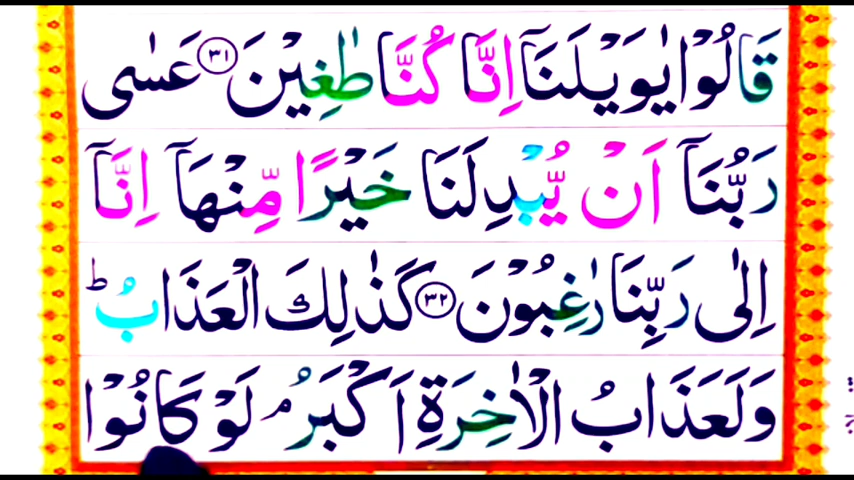 قَالُوْا یٰوَیْلَنَاۤ اِنَّا كُنَّا طٰغِیْنَ ۝٣١ عَسٰی
رَبُّنَاۤ اَنْ یُّبْدِلَنَا خَیْرًا مِّنْهَاۤ اِنَّاۤ
اِلٰی رَبِّنَا رٰغِبُوْنَ ۝٣٢ كَذٰلِكَ الْعَذَابُ ؕ
وَلَعَذَابُ الْاٰخِرَةِ اَكْبَرُ ۘ لَوْ كَانُوْا